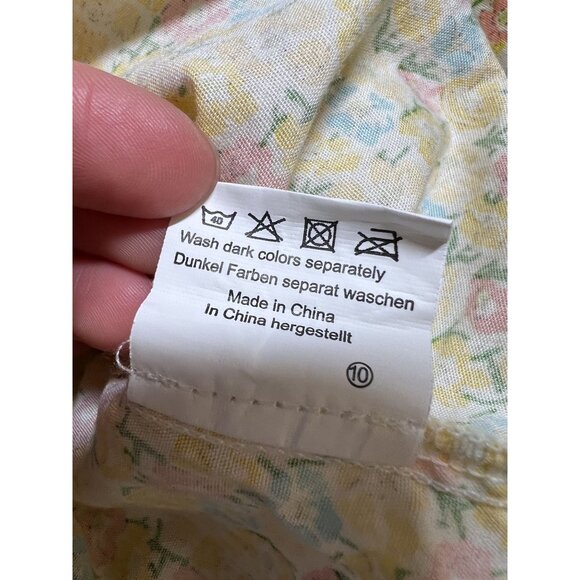 40
Wash dark colors separately
Dunkel Farben separat waschen
Made in China
In China hergestellt
10